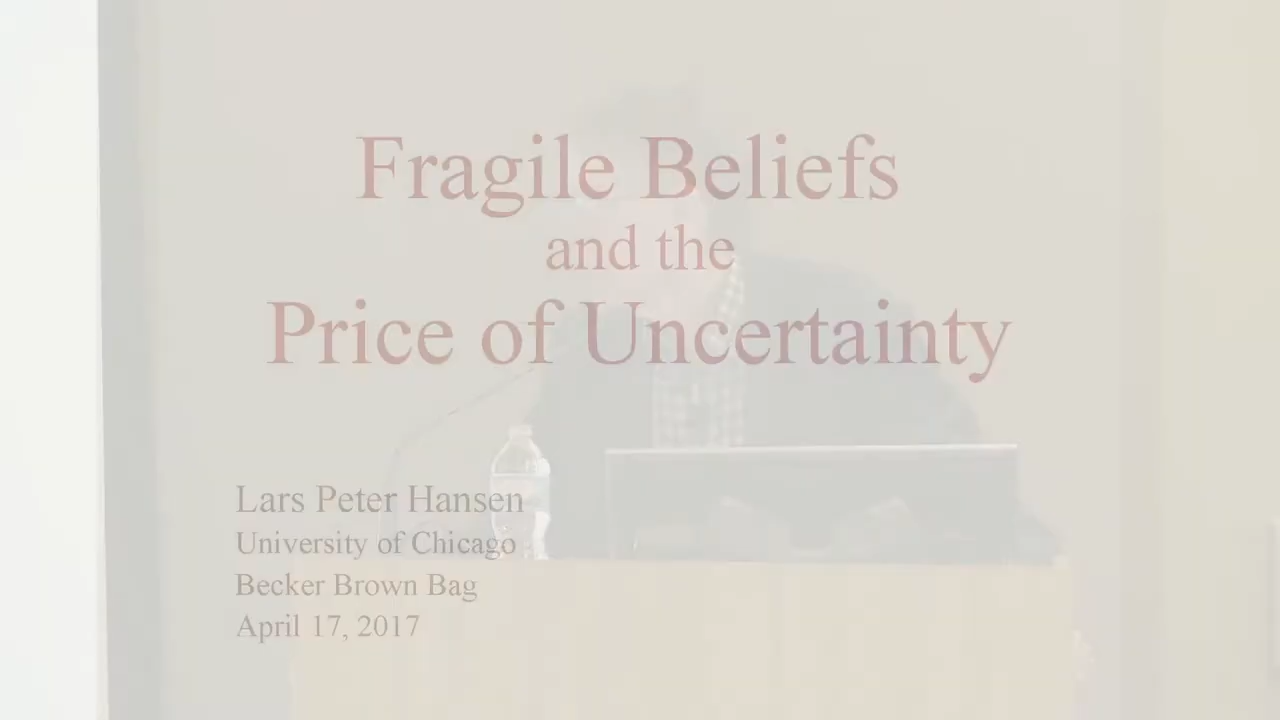 Fragile Beliefs
and the
Price of Uncertainty
Lars Peter Hansen
University of Chicago
Becker Brown Bag
April 17, 2017